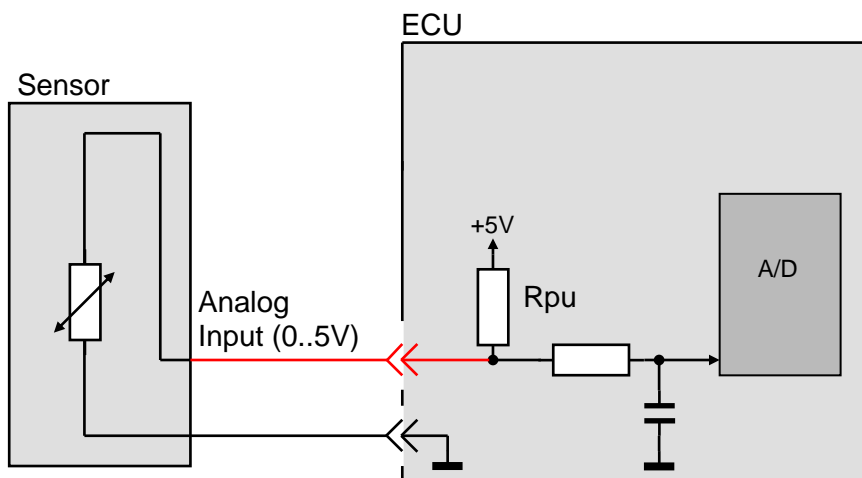 ECU
Sensor
+5V
A/D
Rpu
Analog
Input (0..5V)